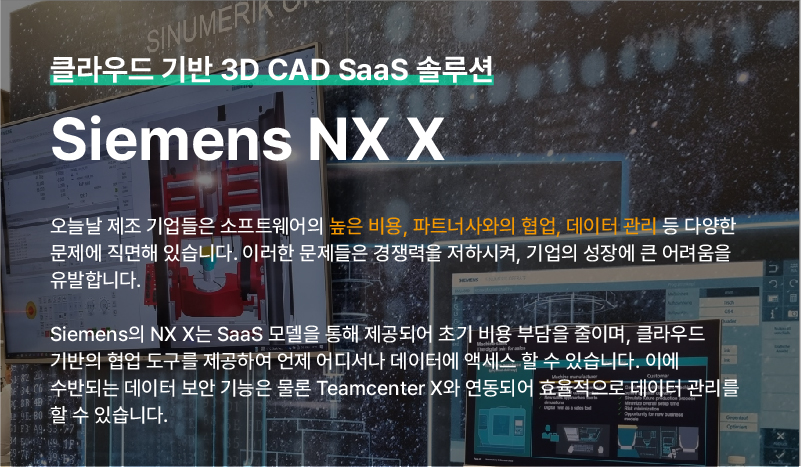 SINUMERIK ON
클라우드 기반 3D CAD SaaS 솔루션
Siemens NX X
오늘날 제조 기업들은 소프트웨어의 높은 비용, 파트너사와의 협업, 데이터 관리 등 다양한
문제에 직면해 있습니다. 이러한 문제들은 경쟁력을 저하시켜, 기업의 성장에 큰 어려움을
유발합니다.
Siemens의 NX X는 SaaS 모델을 통해 제공되어 초기 비용 부담을 줄이며, 클라우드
기반의 협업 도구를 제공하여 언제 어디서나 데이터에 액세스 할 수 있습니다. 이에
수반되는 데이터 보안 기능은 물론 Teamcenter X와 연동되어 효율적으로 데이터 관리를
할 수 있습니다.